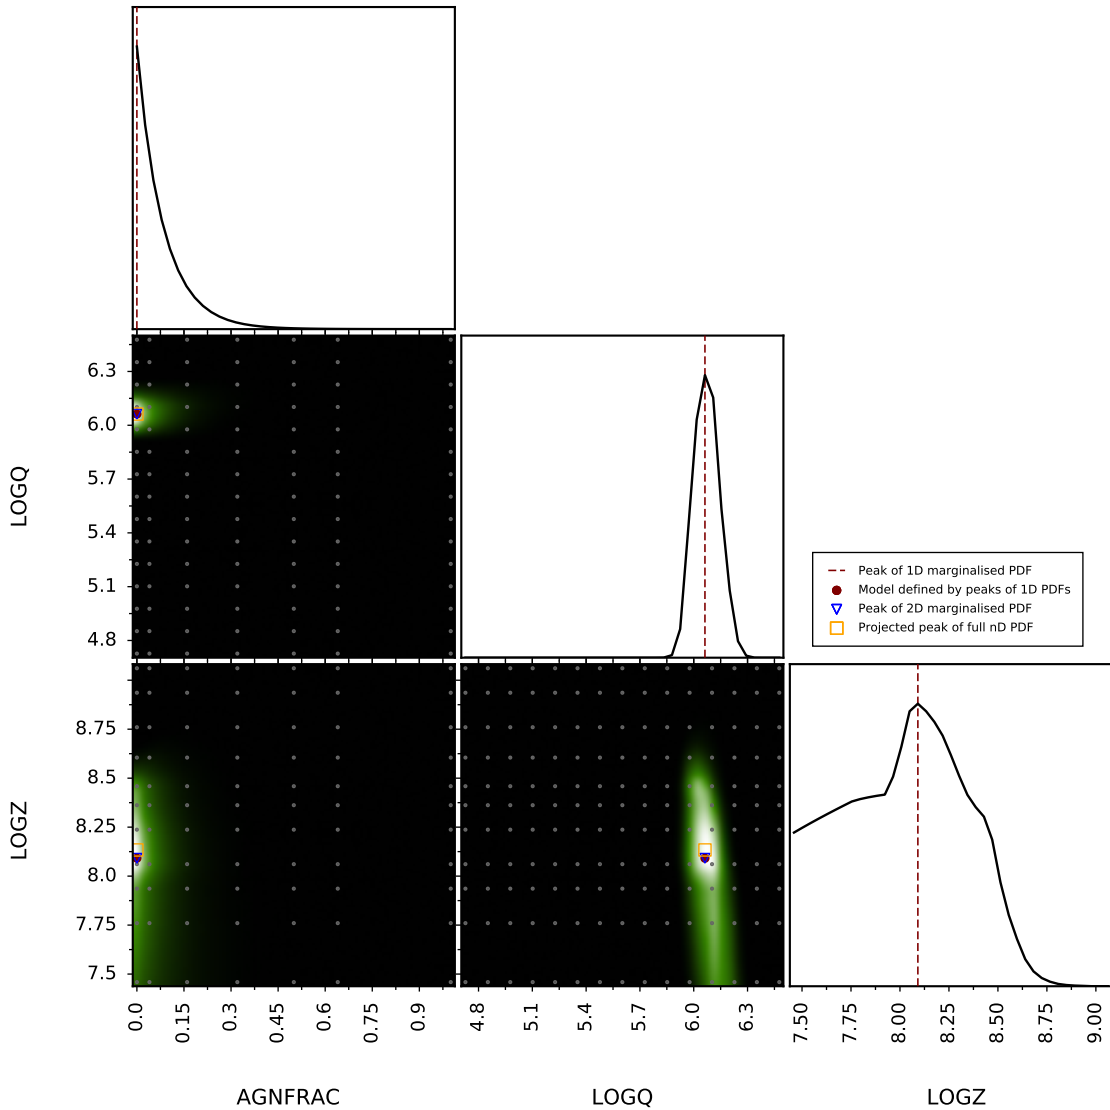 6.3
6.0
5.7
5.4
5.1
4.8
LOGQ
Peak of 1D marginalised PDF
Model defined by peaks of 1D PDFs
Peak of 2D marginalised PDF
Projected peak of full nD PDF
8.75
8.5
8.25
8.0
7.75
7.5
LOGZ
0.0 0.15 0.3 0.45 0.6 0.75 0.9
4.8 5.1 5.4 5.7 6.0 6.3
7.50 7.75 8.00 8.25 8.50 8.75 9.00
AGNFRAC
LOGQ
LOGZ